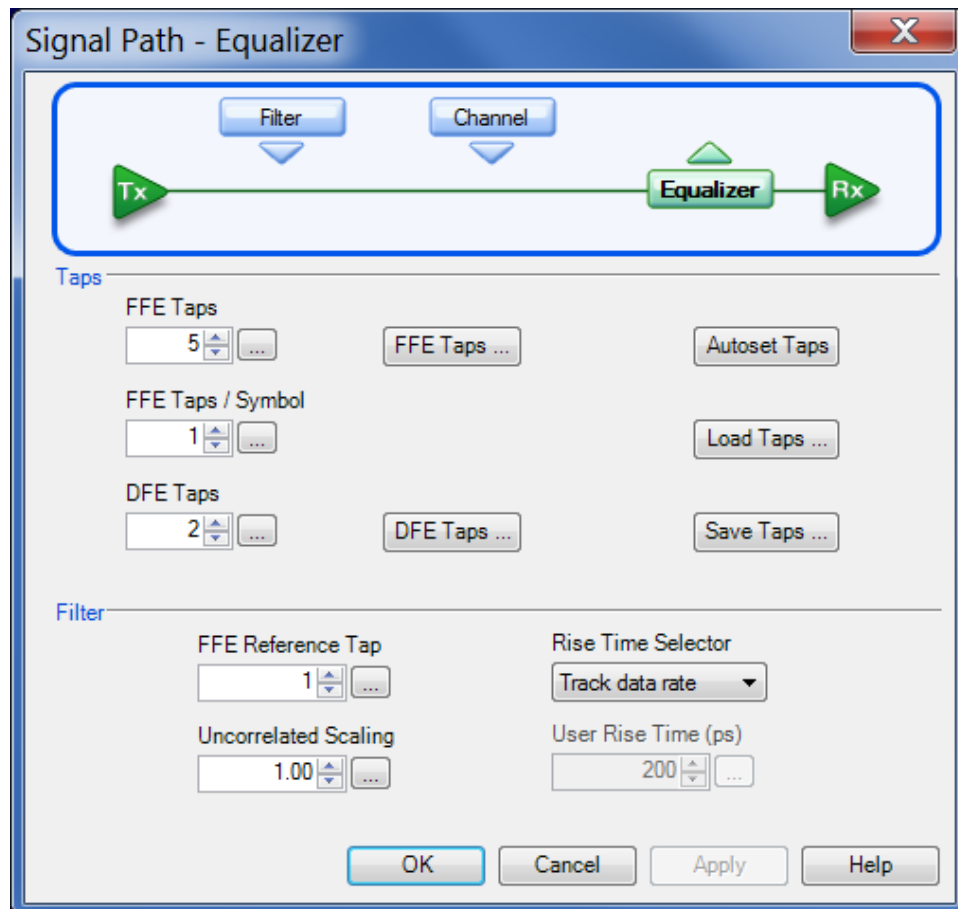 Signal Path - Equalizer
X
Filter
Channel
Tx
Equalizer
Rx
Taps
FFE Taps
5 ...
FFE Taps ...
Autoset Taps
FFE Taps / Symbol
1 ...
Load Taps ...
DFE Taps
2 ...
DFE Taps ...
Save Taps ...
Filter
FFE Reference Tap
1 ...
Rise Time Selector
Track data rate
Uncorrelated Scaling
1.00 ...
User Rise Time (ps)
200 ...
OK
Cancel
Apply
Help